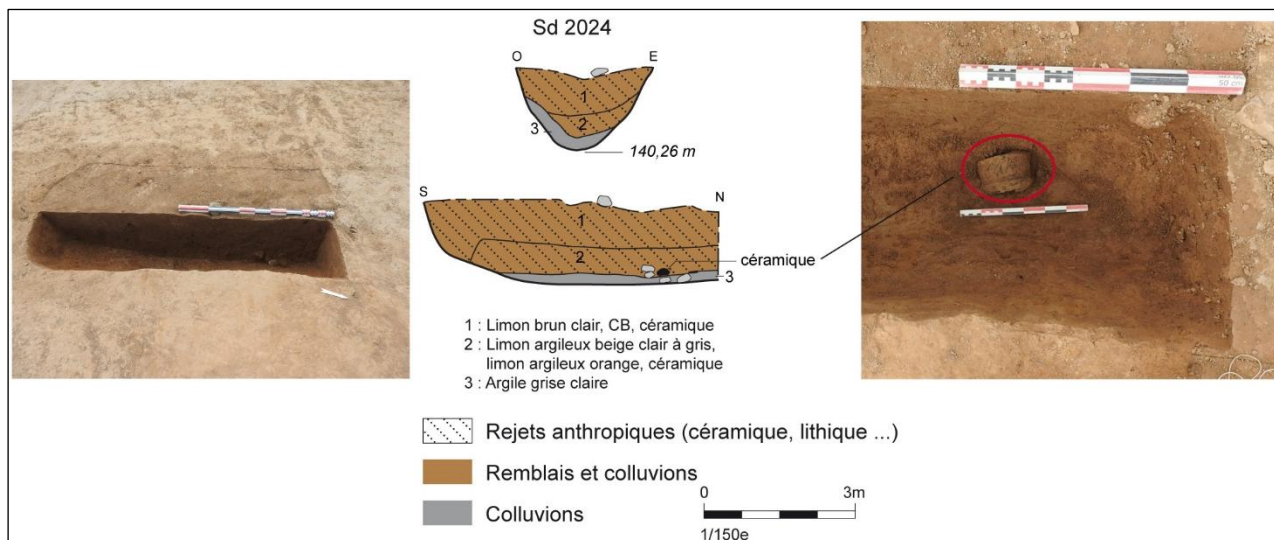 Sd 2024
O
E
1
2
3
140,26 m
S
N
1
2
céramique
3
1 : Limon brun clair, CB, céramique
2 : Limon argileux beige clair à gris,
limon argileux orange, céramique
3 : Argile grise claire
Rejets anthropiques (céramique, lithique ...)
Remblais et colluvions
Colluvions
0
3m
1/150e
50 cm